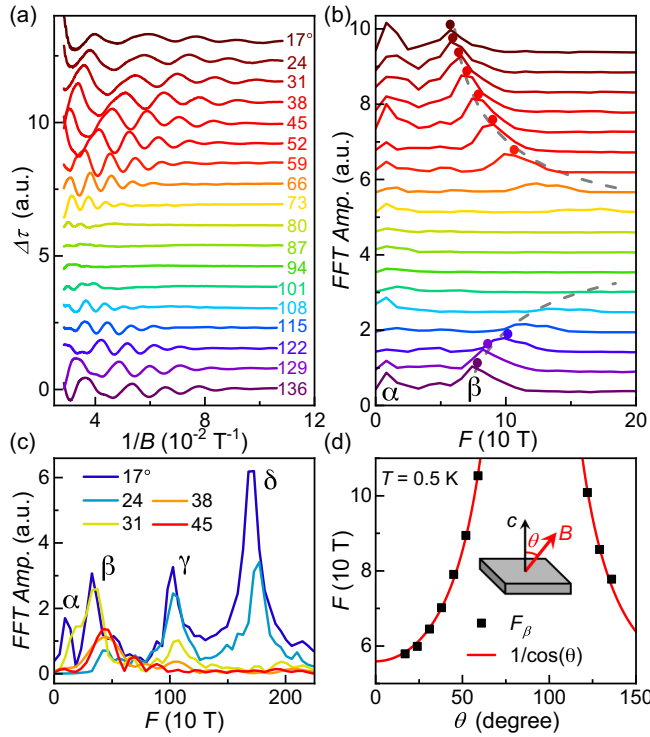 (a)
10
5
0
Δτ (a.u.)
17°
24
31
38
45
52
59
66
73
80
87
94
101
108
115
122
129
136
4
8
12
1/B (10⁻² T⁻¹)
(b)
10
8
6
4
2
0
FFT Amp. (a.u.)
α
β
0
10
20
F (10 T)
(c)
6
4
2
0
FFT Amp. (a.u.)
17°
24
38
31
45
α
β
γ
δ
0
100
200
F (10 T)
(d)
T = 0.5 K
10
8
6
F (10 T)
c
θ
B
F_β
1/cos(θ)
0
50
100
150
θ (degree)